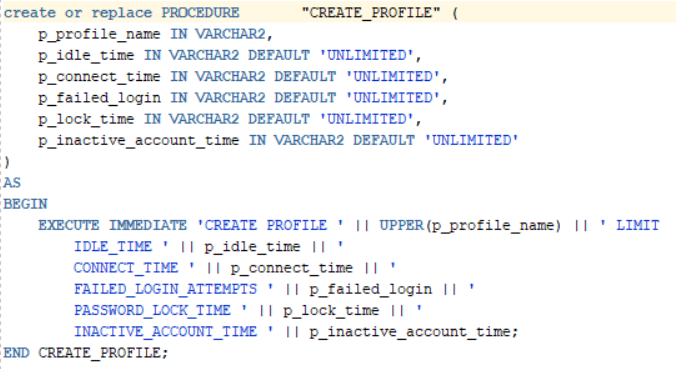 create or replace PROCEDURE "CREATE_PROFILE" (
p_profile_name IN VARCHAR2,
p_idle_time IN VARCHAR2 DEFAULT 'UNLIMITED',
p_connect_time IN VARCHAR2 DEFAULT 'UNLIMITED',
p_failed_login IN VARCHAR2 DEFAULT 'UNLIMITED',
p_lock_time IN VARCHAR2 DEFAULT 'UNLIMITED',
p_inactive_account_time IN VARCHAR2 DEFAULT 'UNLIMITED'
)
AS
BEGIN
EXECUTE IMMEDIATE 'CREATE PROFILE ' || UPPER(p_profile_name) || ' LIMIT
IDLE_TIME ' || p_idle_time || '
CONNECT_TIME ' || p_connect_time || '
FAILED_LOGIN_ATTEMPTS ' || p_failed_login || '
PASSWORD_LOCK_TIME ' || p_lock_time || '
INACTIVE_ACCOUNT_TIME ' || p_inactive_account_time;
END CREATE_PROFILE;